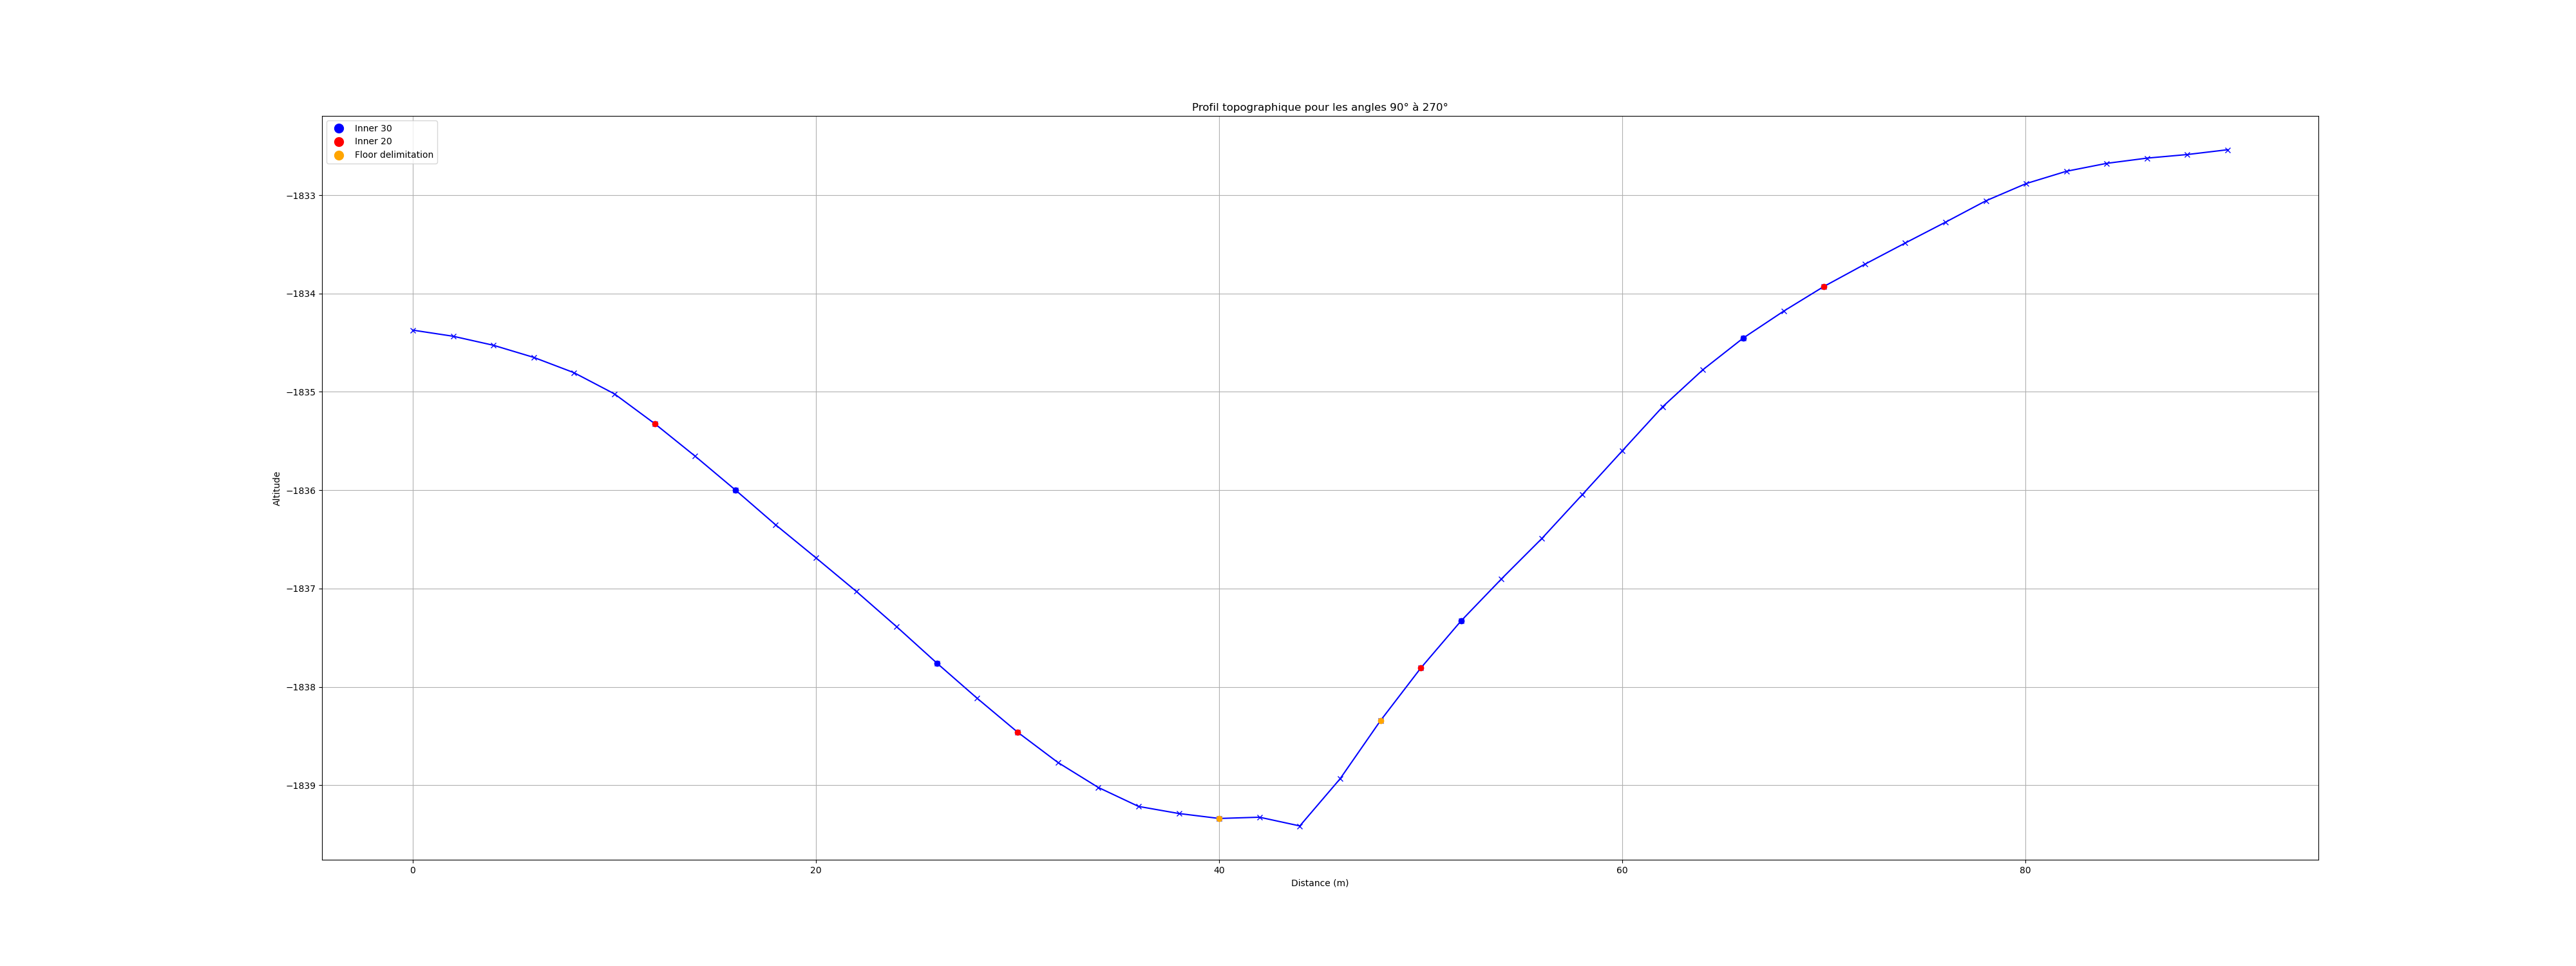 Profil topographique pour les angles 90° à 270°
Inner 30
Inner 20
Floor delimitation
−1833
−1834
−1835
−1836
−1837
−1838
−1839
Altitude
0 20 40 60 80
Distance (m)